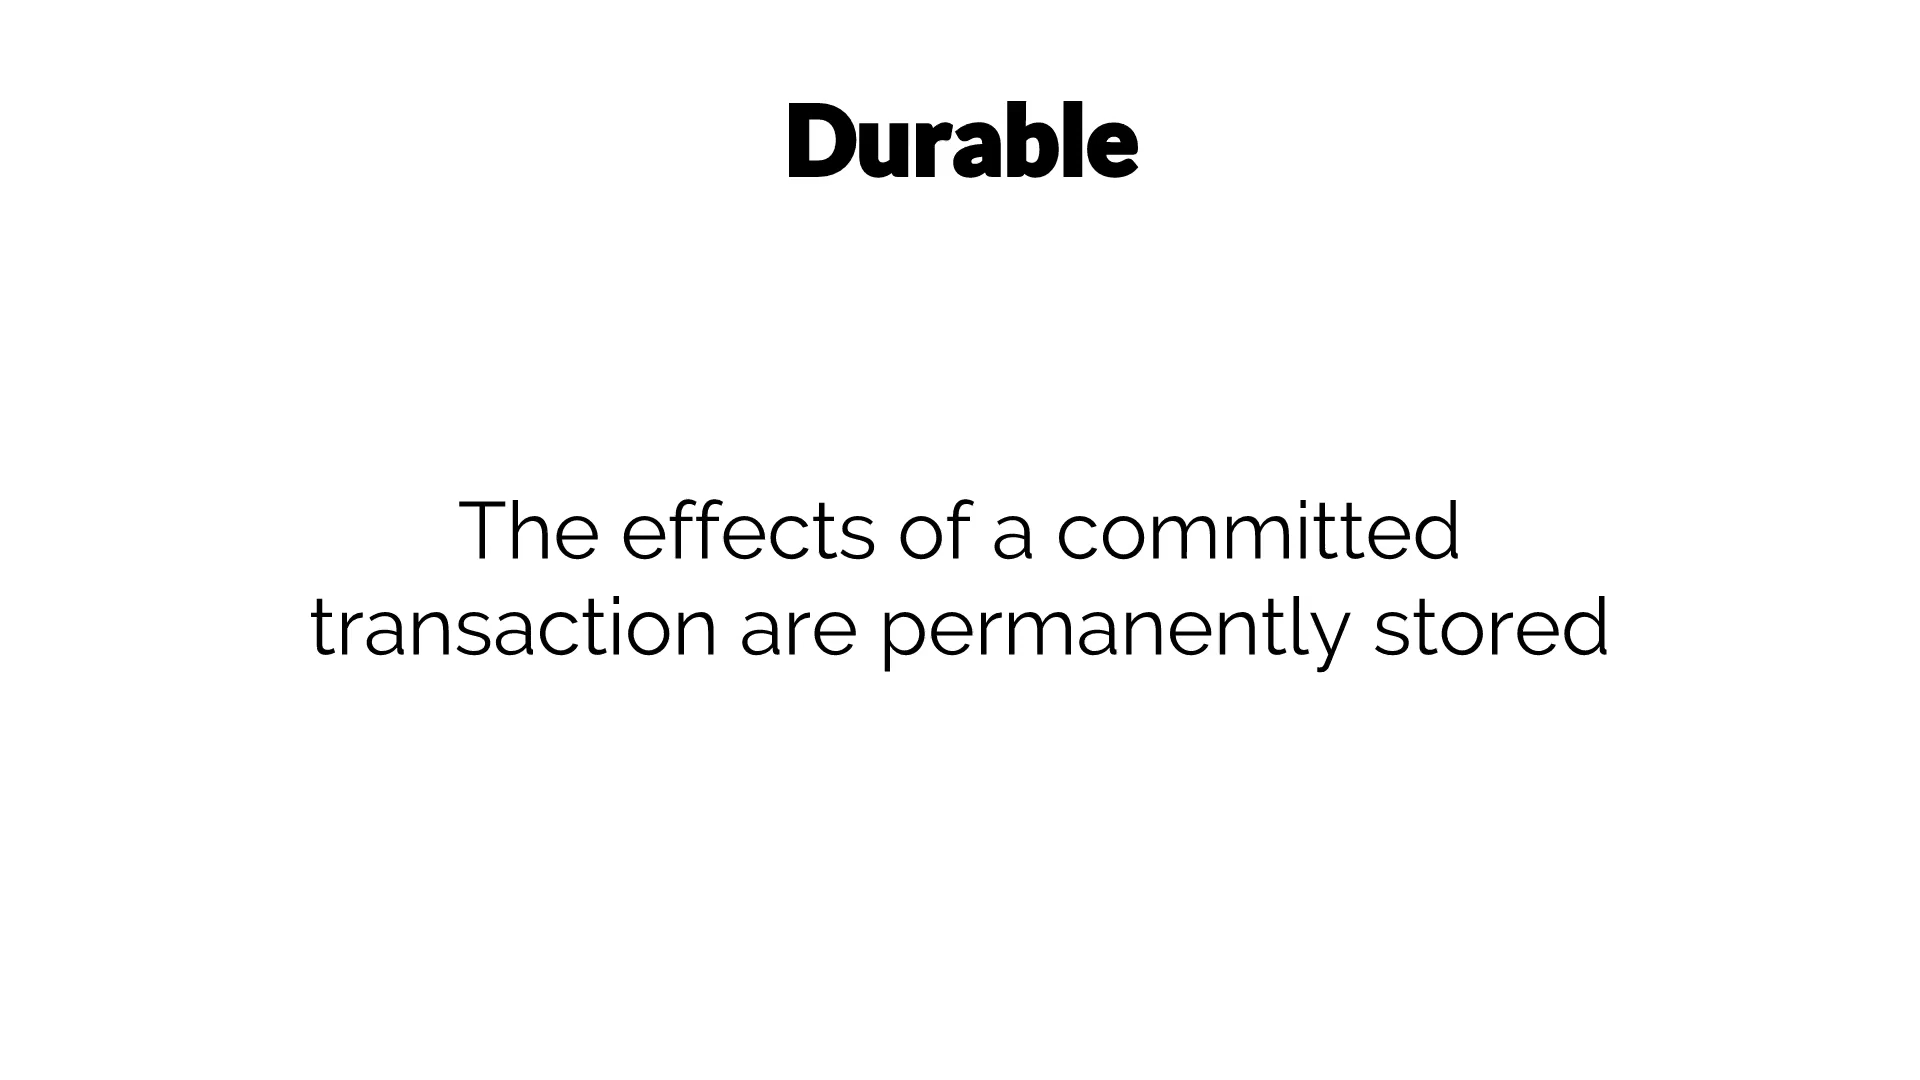 Durable
The effects of a committed
transaction are permanently stored